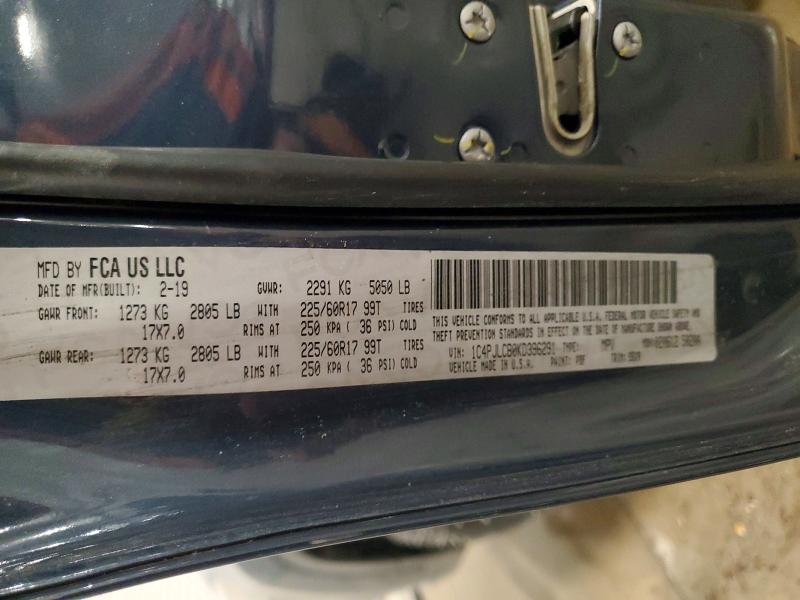 MFD BY FCA US LLC
DATE OF MFR(BUILT): 2-19 GVWR: 2291 KG 5050 LB
GAWR FRONT: 1273 KG 2805 LB WITH 225/60R17 99T TIRES
17X7.0 RIMS AT 250 KPA ( 36 PSI) COLD
GAWR REAR: 1273 KG 2805 LB WITH 225/60R17 99T TIRES
17X7.0 RIMS AT 250 KPA ( 36 PSI) COLD
THIS VEHICLE CONFORMS TO ALL APPLICABLE U.S.A. FEDERAL MOTOR VEHICLE SAFETY AND
THEFT PREVENTION STANDARDS IN EFFECT ON THE DATE OF MANUFACTURE SHOWN ABOVE.
VIN: 1C4PJLCB0KD396291 TYPE: MPV
VEHICLE MADE IN U.S.A. PAINT: PBF TRIM: